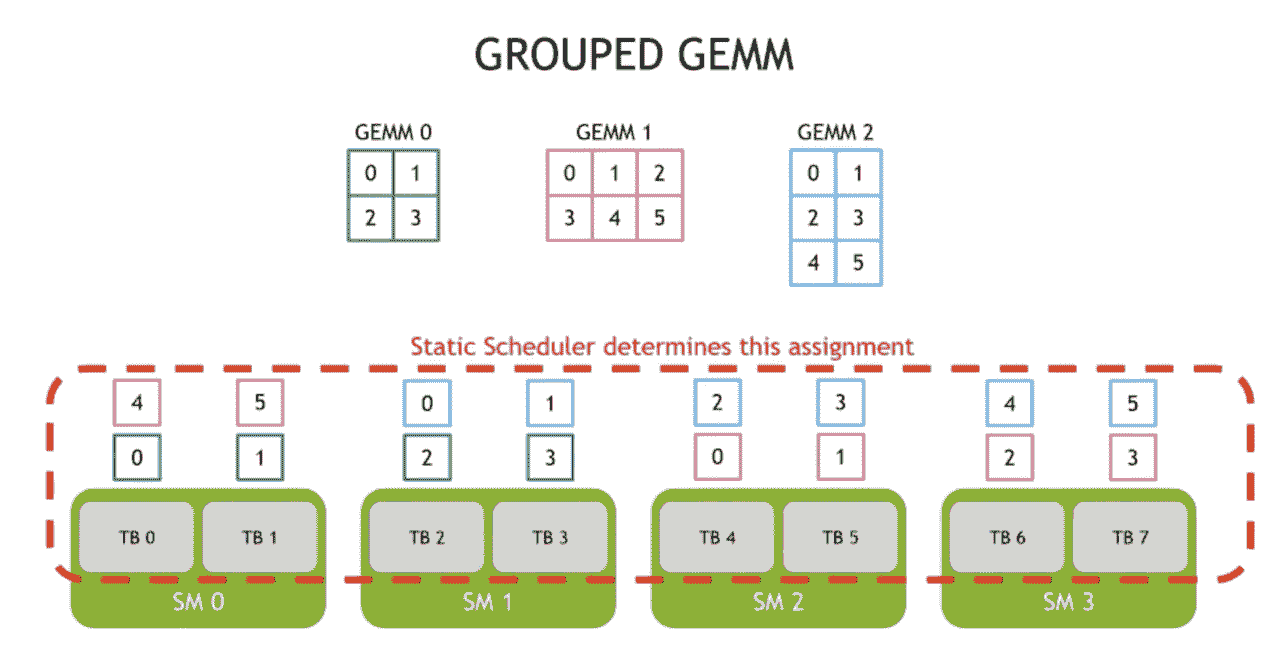 GROUPED GEMM
GEMM 0 GEMM 1 GEMM 2
0 1 0 1 2 0 1
2 3 3 4 5 2 3
4 5
Static Scheduler determines this assignment
4 5 0 1 2 3 4 5
0 1 2 3 0 1 2 3
TB 0 TB 1 TB 2 TB 3 TB 4 TB 5 TB 6 TB 7
SM 0 SM 1 SM 2 SM 3